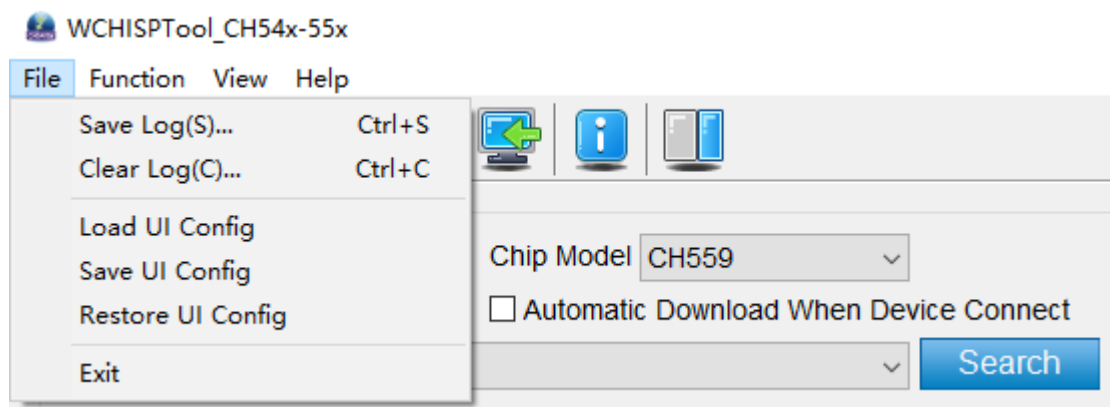 WCHISPTool_CH54x-55x
File Function View Help
Save Log(S)... Ctrl+S
Clear Log(C)... Ctrl+C
Load UI Config
Save UI Config
Restore UI Config
Exit
Chip Model CH559
Automatic Download When Device Connect
Search